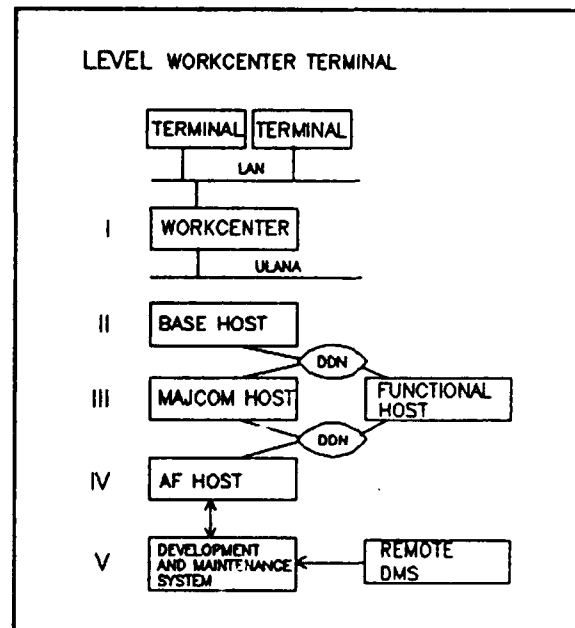 LEVEL WORKCENTER TERMINAL
TERMINAL TERMINAL
LAN
I WORKCENTER
ULANA
II BASE HOST
DDN
III MAJCOM HOST FUNCTIONAL
HOST
DDN
IV AF HOST
V DEVELOPMENT
AND MAINTENANCE
SYSTEM
REMOTE
DMS